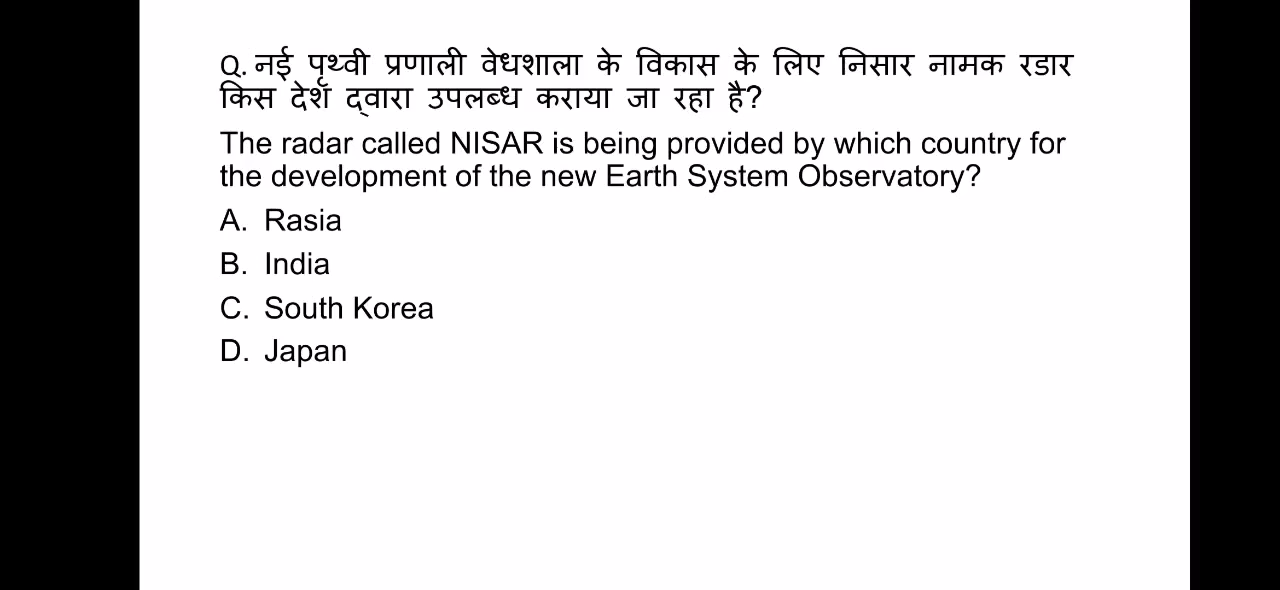 Q. नई पृथ्वी प्रणाली वेधशाला के विकास के लिए निसार नामक रडार
किस देश द्वारा उपलब्ध कराया जा रहा है?
The radar called NISAR is being provided by which country for
the development of the new Earth System Observatory?
A. Rasia
B. India
C. South Korea
D. Japan